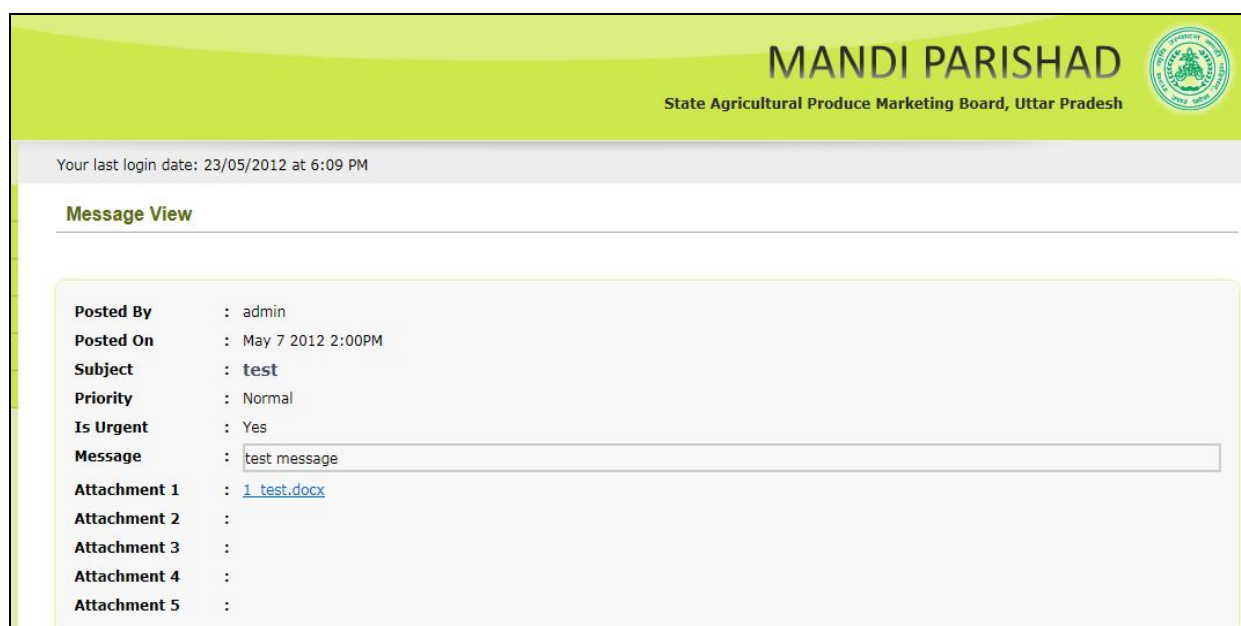 MANDI PARISHAD
State Agricultural Produce Marketing Board, Uttar Pradesh
Your last login date: 23/05/2012 at 6:09 PM
Message View
Posted By : admin
Posted On : May 7 2012 2:00PM
Subject : test
Priority : Normal
Is Urgent : Yes
Message : test message
Attachment 1 : 1_test.docx
Attachment 2 :
Attachment 3 :
Attachment 4 :
Attachment 5 :